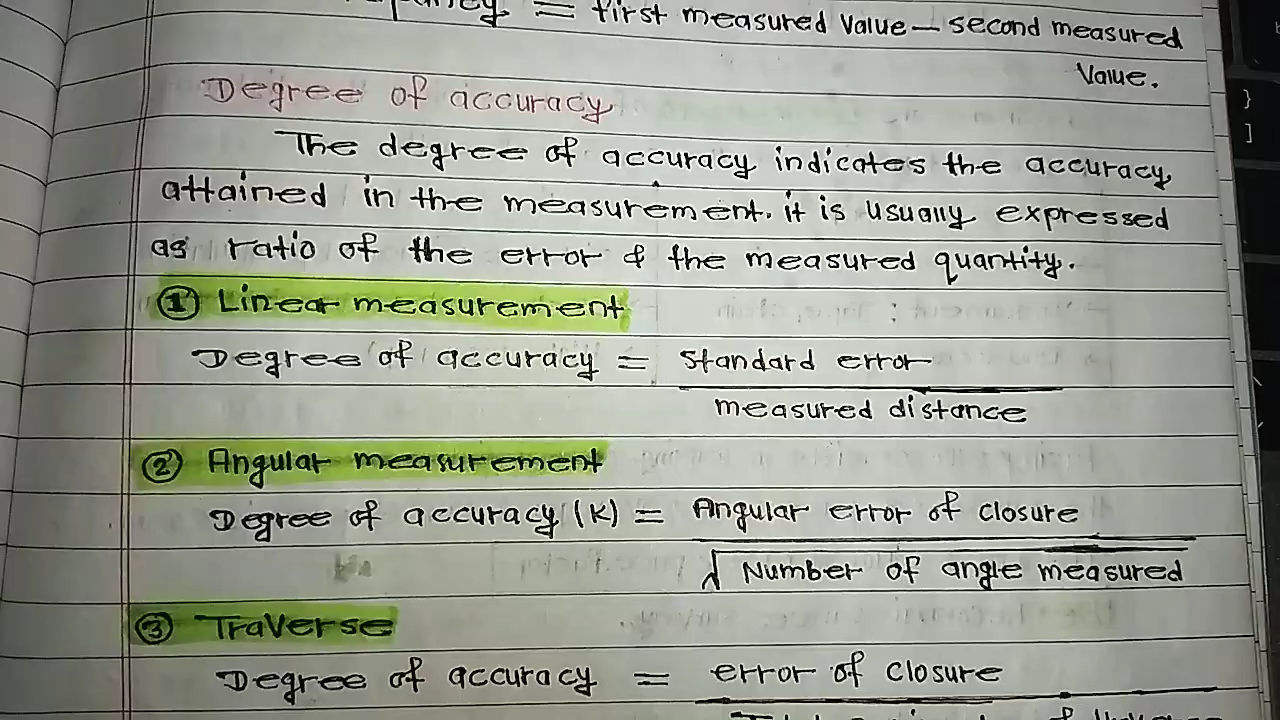 = first measured Value – second measured
Value.
Degree of accuracy
The degree of accuracy indicates the accuracy
attained in the measurement. it is usually expressed
as ratio of the error & the measured quantity.
① Linear measurement
Degree of accuracy = Standard error
measured distance
② Angular measurement
Degree of accuracy (K) = Angular error of closure
√ Number of angle measured
③ Traverse
Degree of accuracy = error of closure
}
]